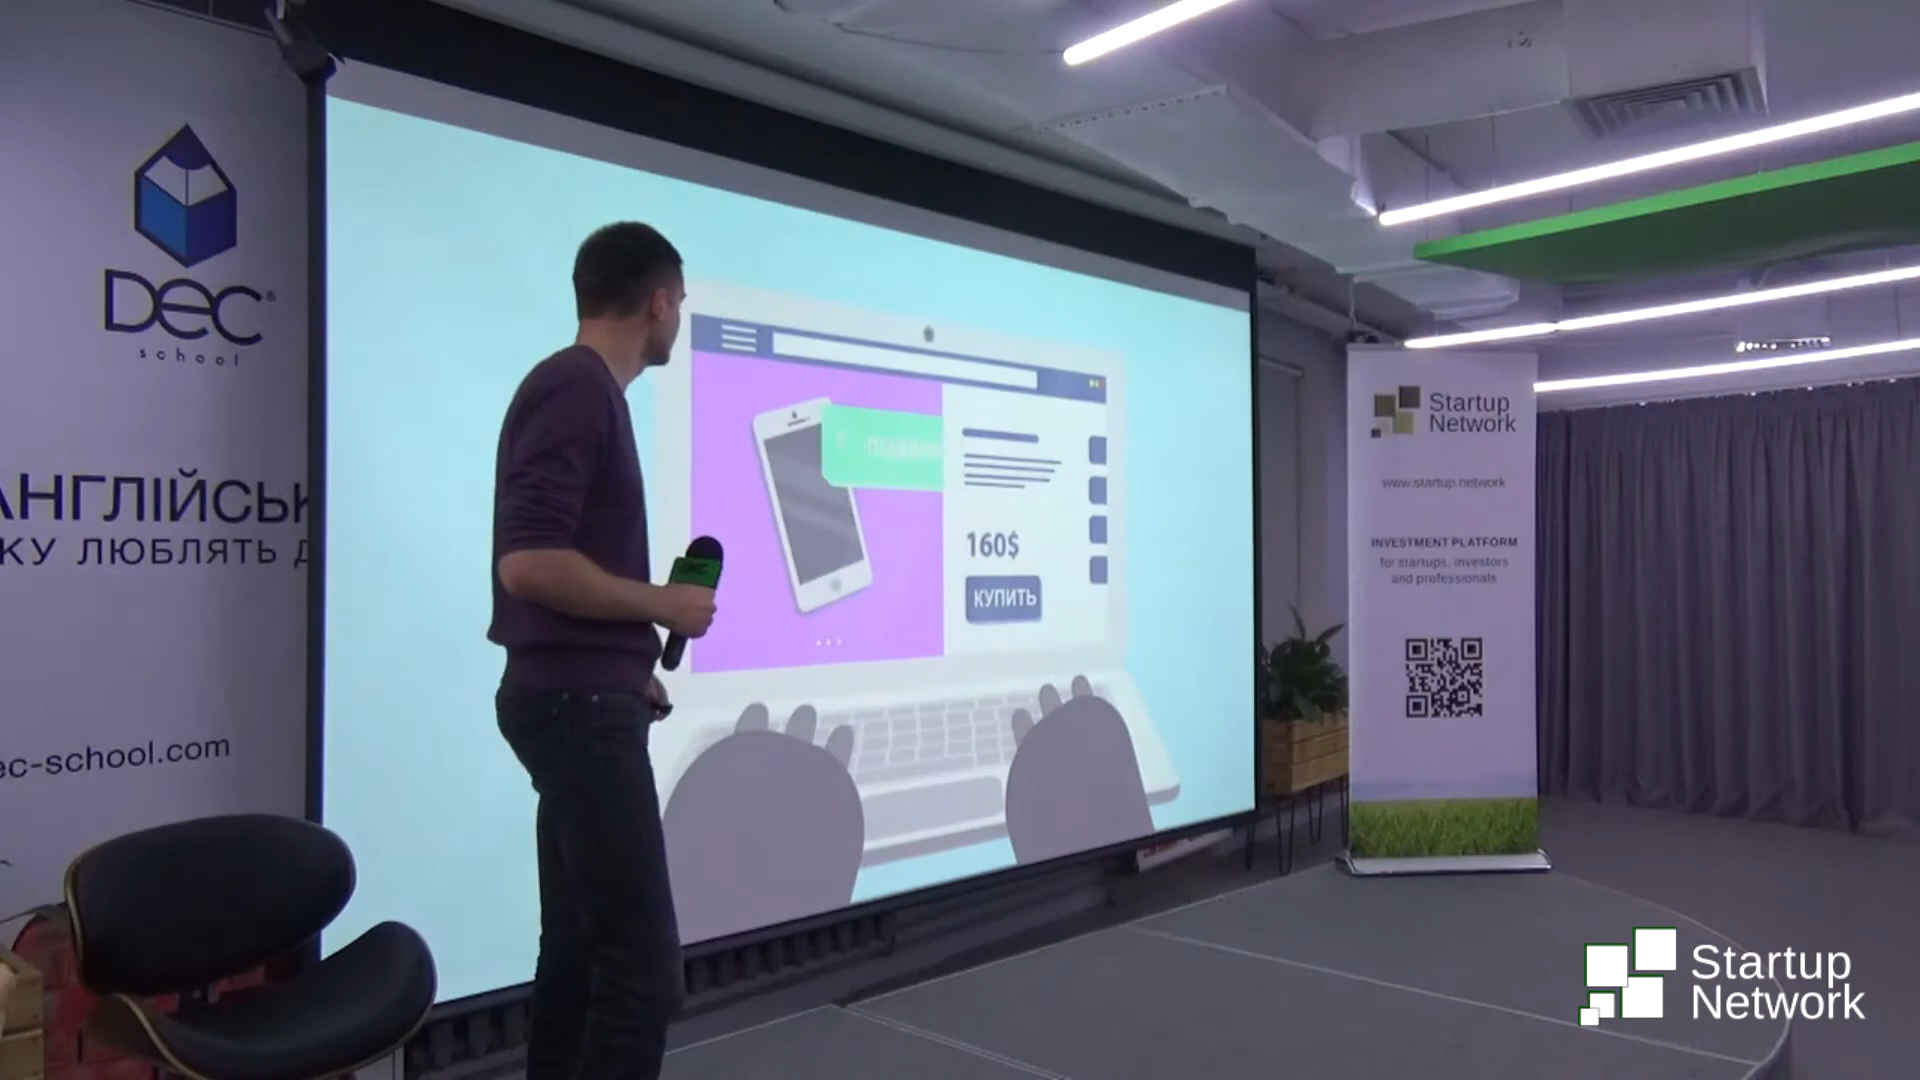 DEC®
school
АНГЛІЙСЬК
КУ ЛЮБЛЯТЬ Д
ec-school.com
160$
КУПИТЬ
Startup
Network
www.startup.network
INVESTMENT PLATFORM
for startups, investors
and professionals
Startup
Network